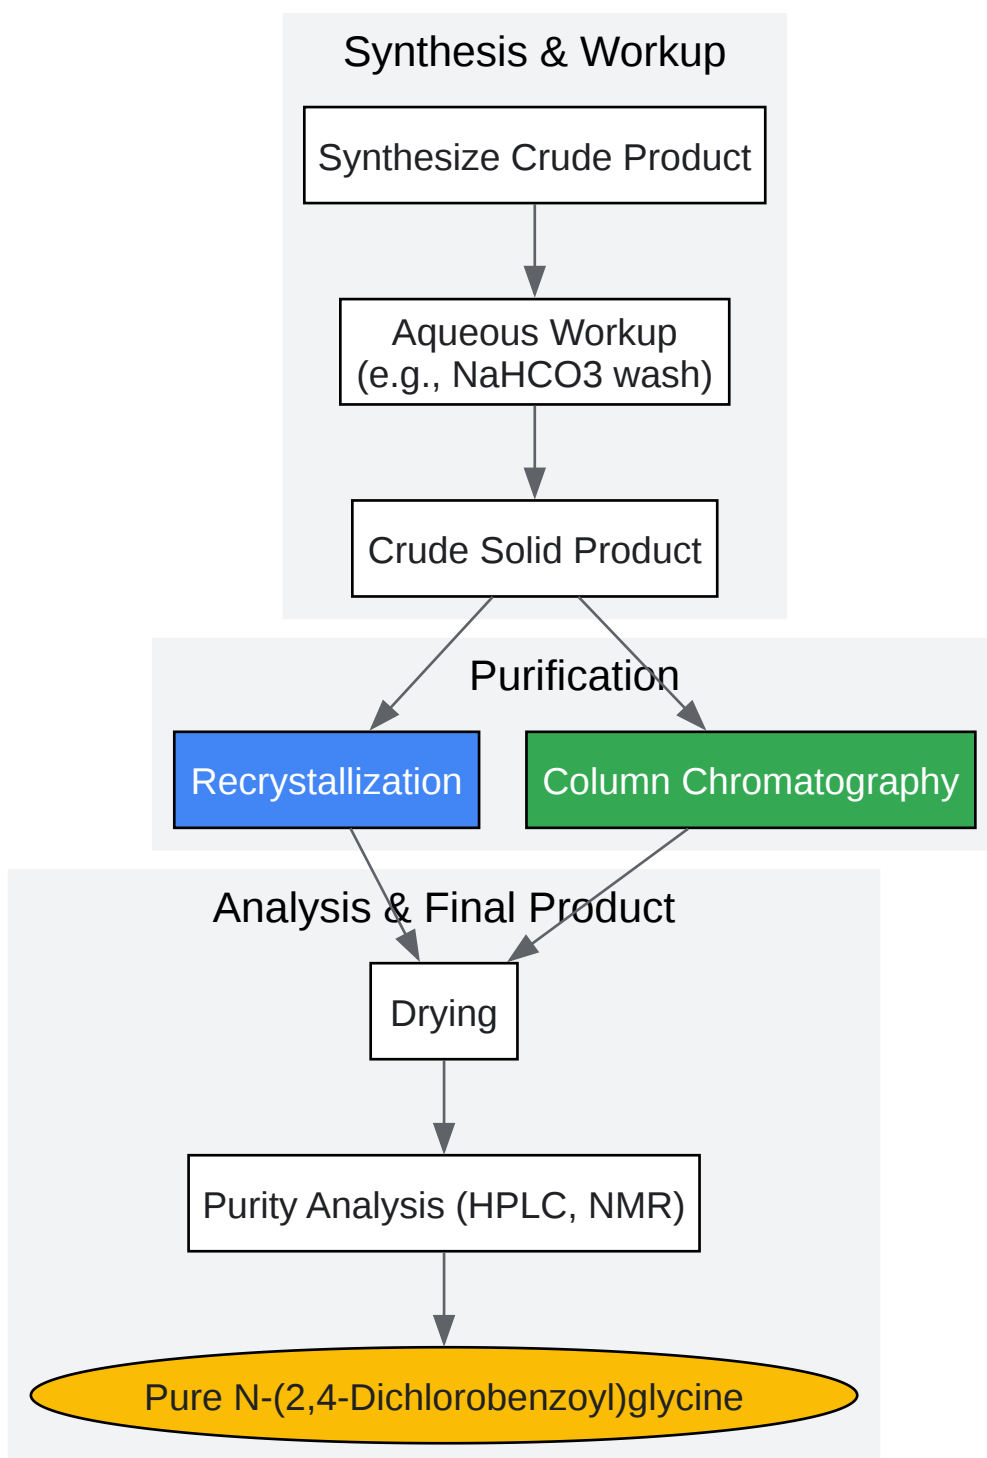 Synthesis & Workup
Synthesize Crude Product
Aqueous Workup
(e.g., NaHCO3 wash)
Crude Solid Product
Purification
Recrystallization
Column Chromatography
Analysis & Final Product
Drying
Purity Analysis (HPLC, NMR)
Pure N-(2,4-Dichlorobenzoyl)glycine